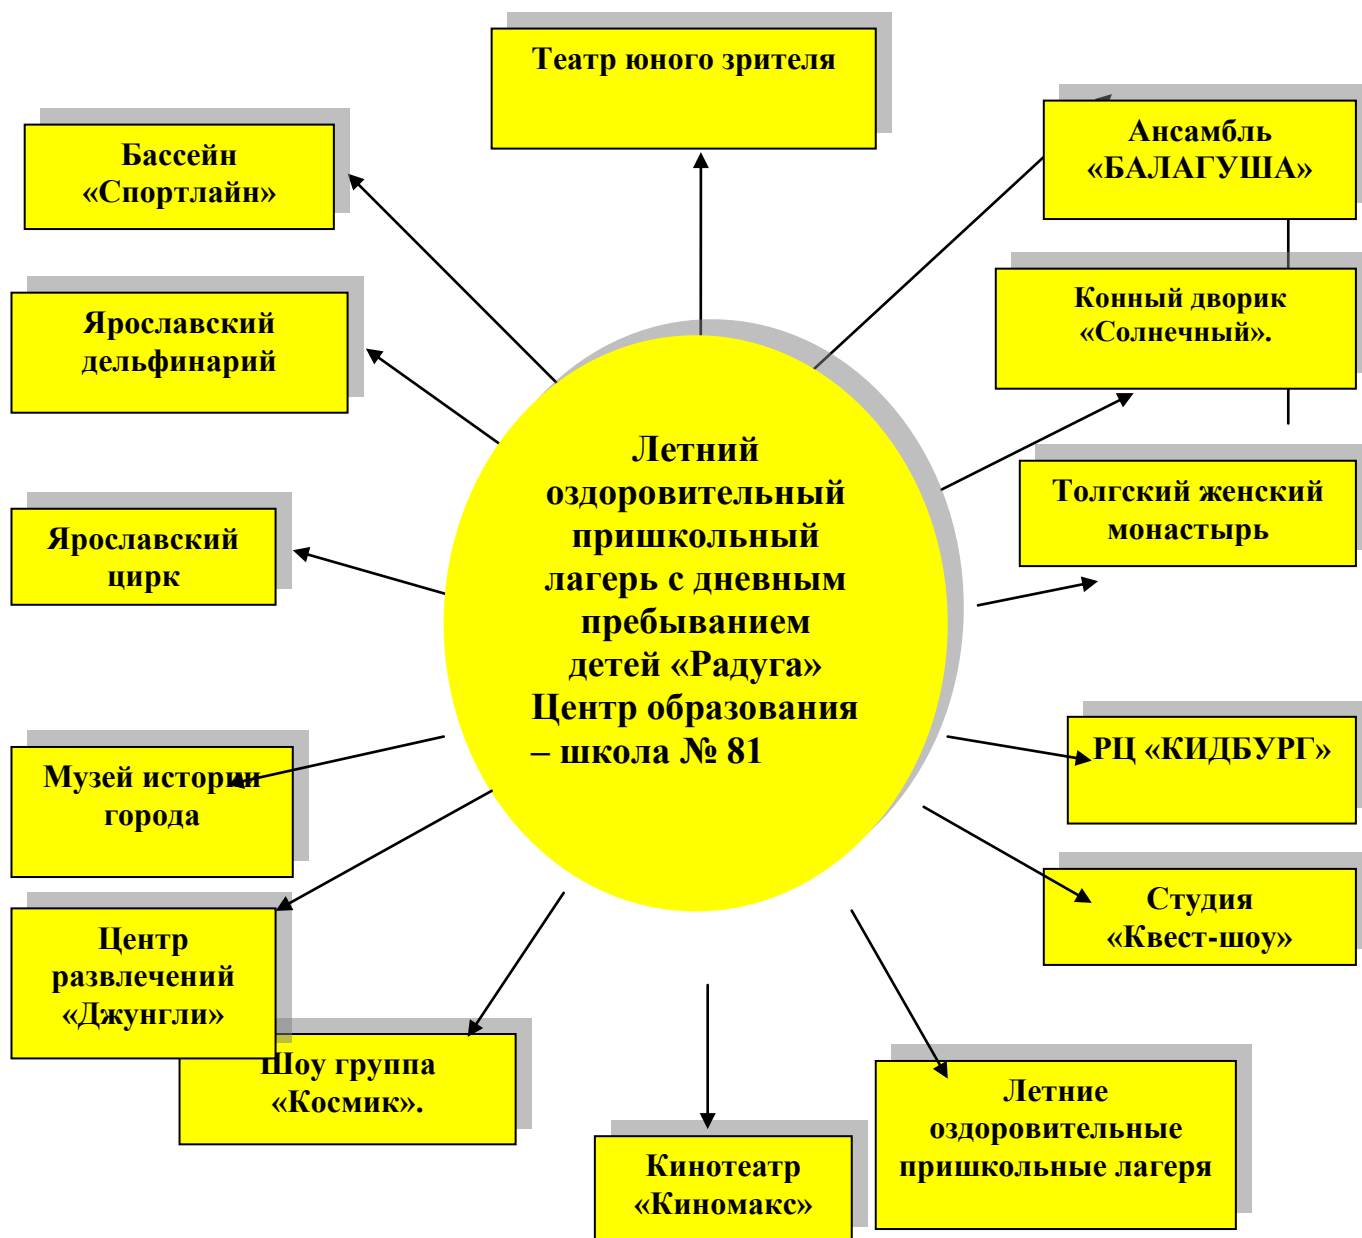 Театр юного зрителя
Бассейн
«Спортлайн»
Ансамбль
«БАЛАГУША»
Ярославский
дельфинарий
Конный дворик
«Солнечный».
Летний
оздоровительный
пришкольный
лагерь с дневным
пребыванием
детей «Радуга»
Центр образования
– школа № 81
Толгский женский
монастырь
Ярославский
цирк
Музей истории
города
РЦ «КИДБУРГ»
Студия
«Квест-шоу»
Центр
развлечений
«Джунгли»
Шоу группа
«Космик».
Летние
оздоровительные
пришкольные лагеря
Кинотеатр
«Киномакс»